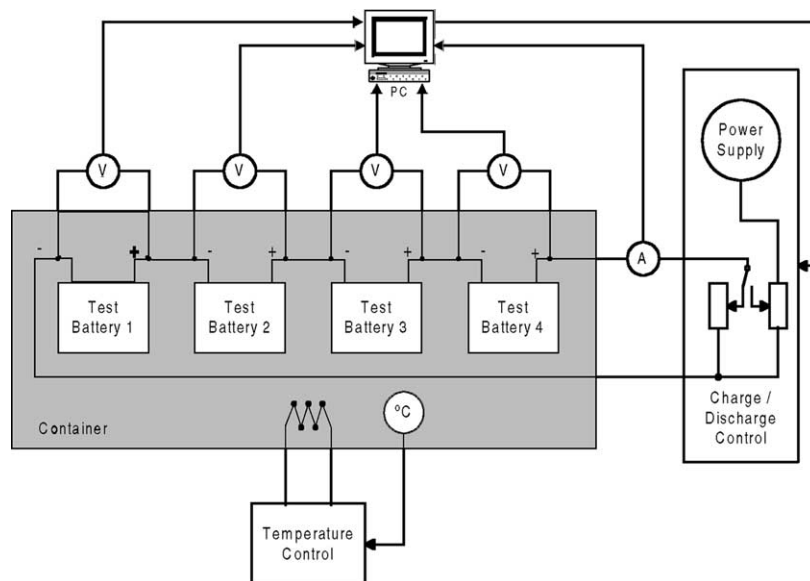 PC
Power
Supply
V V V V
- + - + - + - +
A
Test
Battery 1
Test
Battery 2
Test
Battery 3
Test
Battery 4
Charge /
Discharge
Control
ºC
Container
Temperature
Control